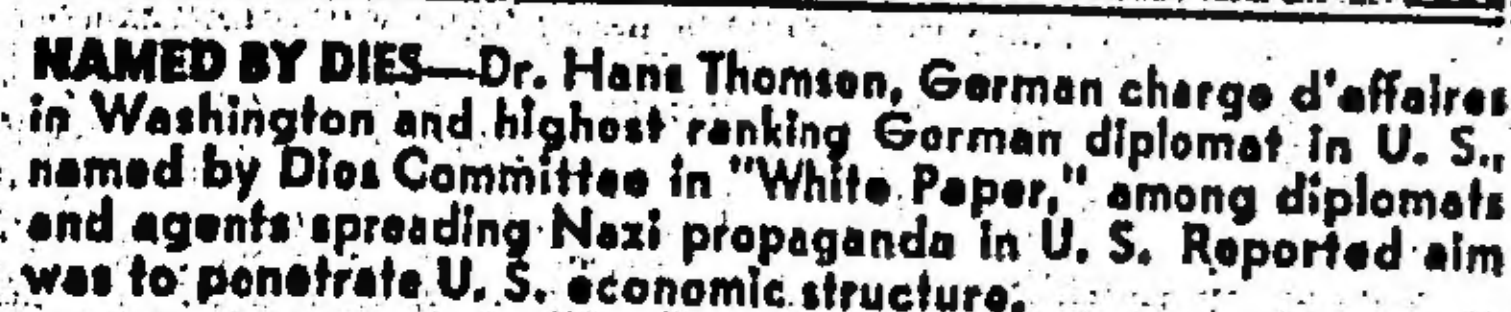 NAMED BY DIES—Dr. Hans Thomsen, German charge d'affaires
in Washington and highest ranking German diplomat in U. S.,
named by Dies Committee in "White Paper," among diplomats
and agents spreading Nazi propaganda in U. S. Reported aim
was to penetrate U. S. economic structure.